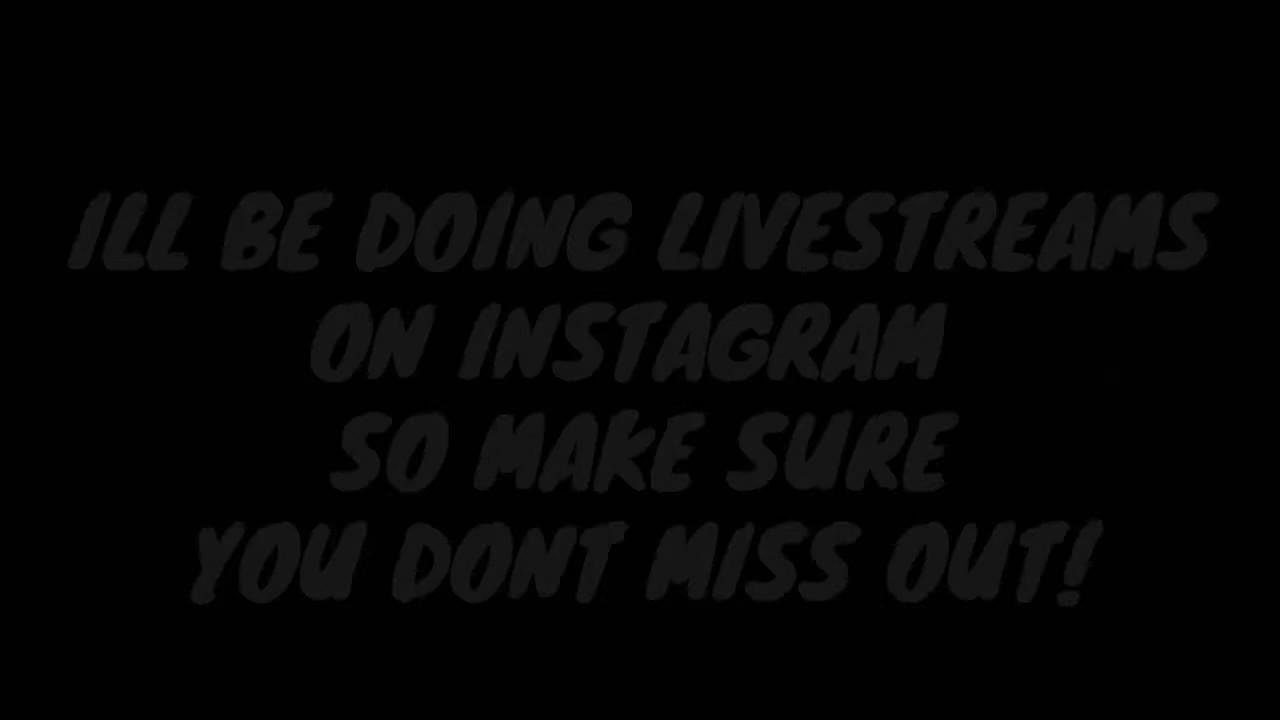 ILL BE DOING LIVESTREAMS
ON INSTAGRAM
SO MAKE SURE
YOU DONT MISS OUT!